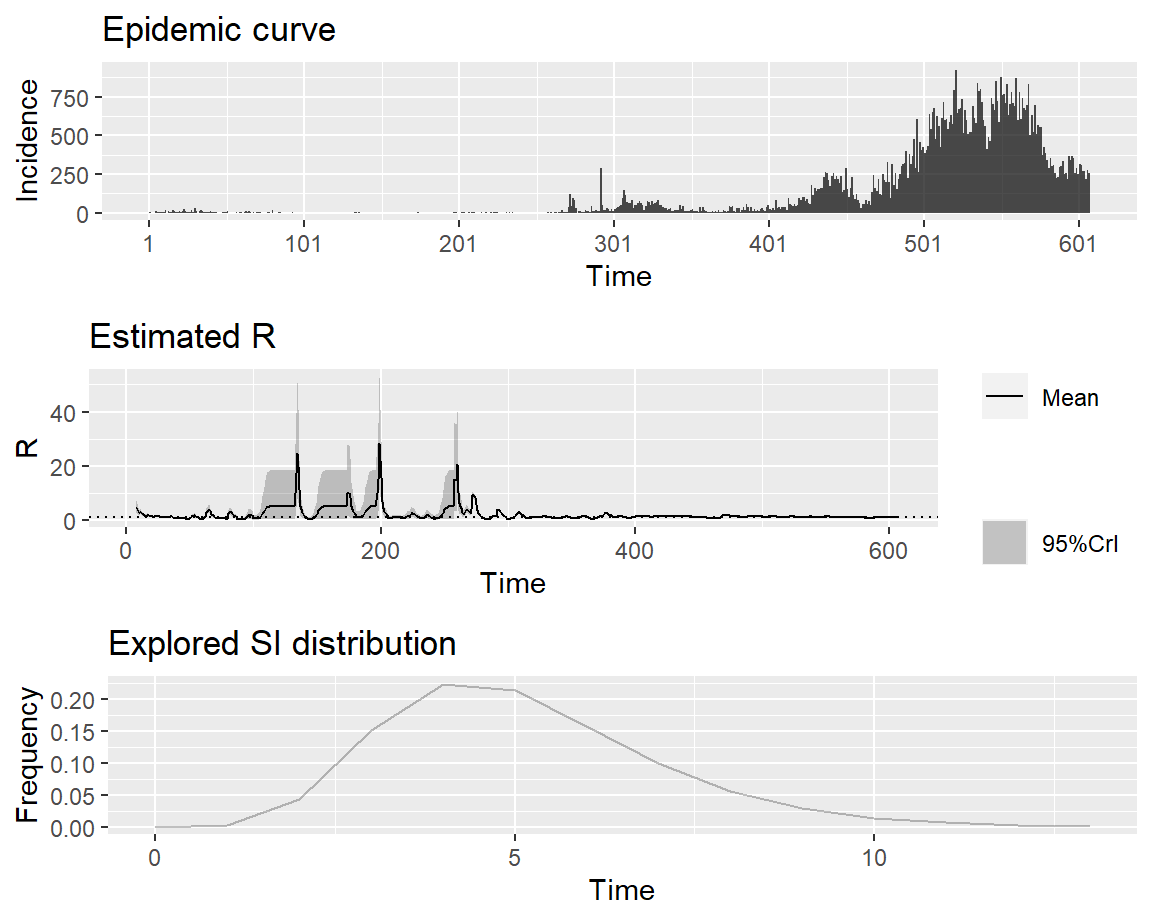 Epidemic curve
Incidence
750
500
250
0
1 101 201 301 401 501 601
Time
Estimated R
R
40
20
0
0 200 400 600
Time
Mean
95%CrI
Explored SI distribution
Frequency
0.20
0.15
0.10
0.05
0.00
0 5 10
Time